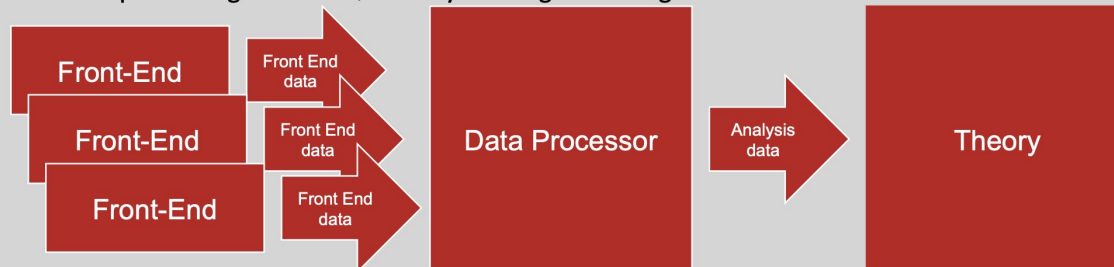 Front-End
Front End
data
Front-End
Front End
data
Front-End
Front End
data
Data Processor
Analysis
data
Theory